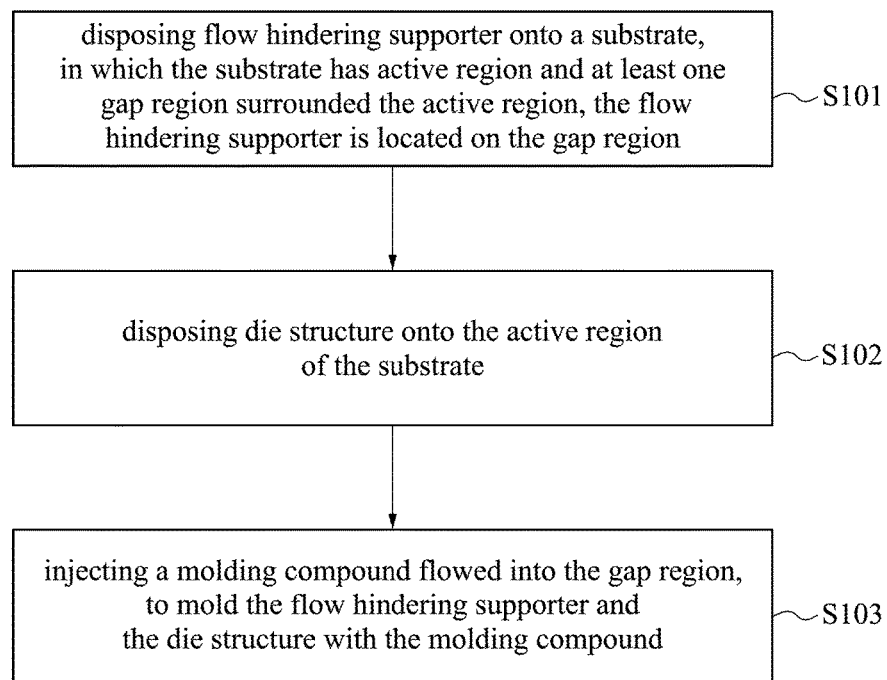 disposing flow hindering supporter onto a substrate,
in which the substrate has active region and at least one
gap region surrounded the active region, the flow
hindering supporter is located on the gap region
S101
disposing die structure onto the active region
of the substrate
S102
injecting a molding compound flowed into the gap region,
to mold the flow hindering supporter and
the die structure with the molding compound
S103